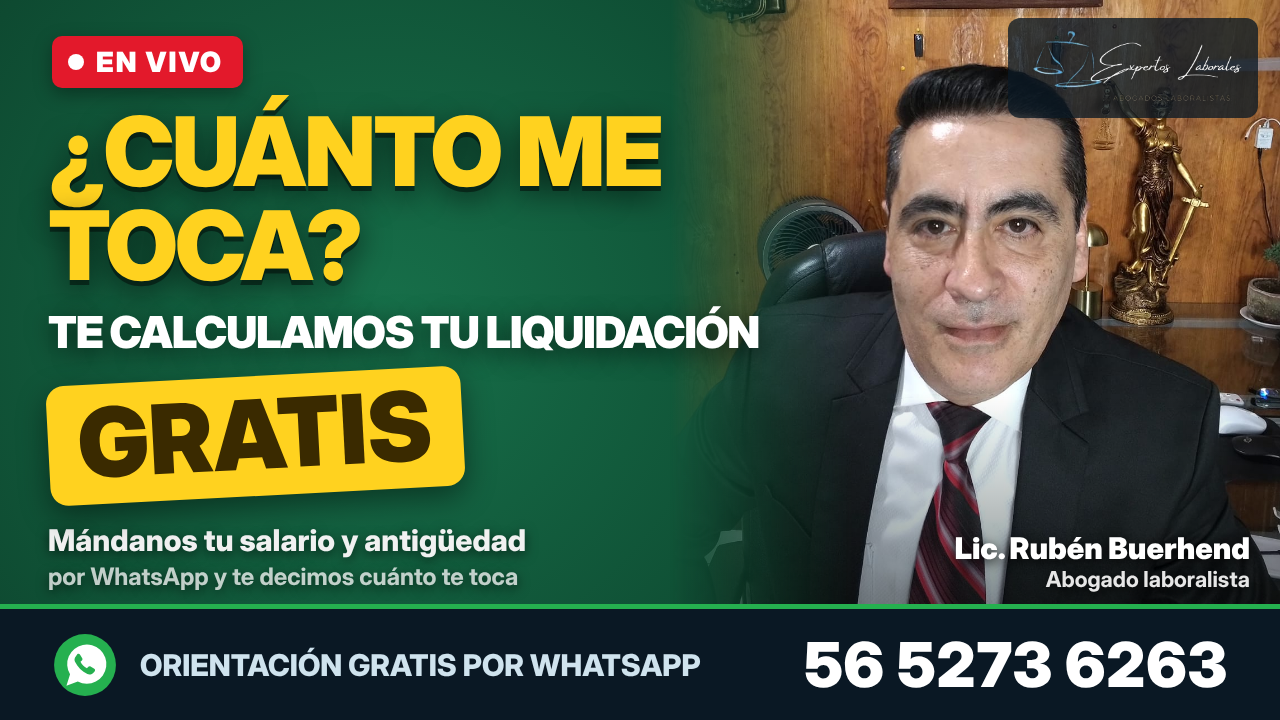 EN VIVO
¿CUÁNTO ME
TOCA?
TE CALCULAMOS TU LIQUIDACIÓN
GRATIS
Mándanos tu salario y antigüedad
por WhatsApp y te decimos cuánto te toca
Expertos Laborales
ABOGADOS LABORALISTAS
Lic. Rubén Buerhend
Abogado laboralista
ORIENTACIÓN GRATIS POR WHATSAPP
56 5273 6263